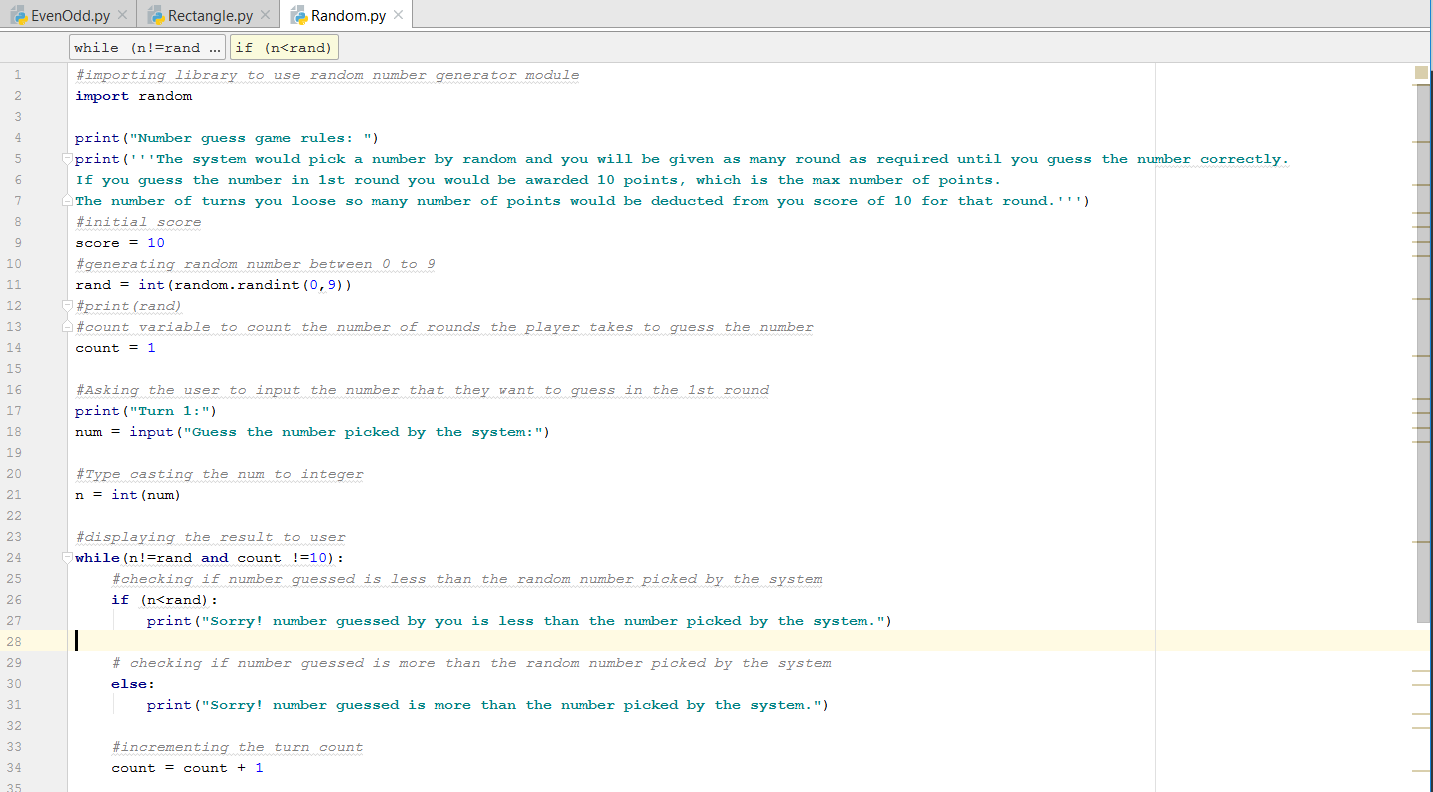 EvenOdd.py Rectangle.py Random.py
while (n!=rand ... if (n<rand)
1 #importing library to use random number generator module
2 import random
3
4 print("Number guess game rules: ")
5 print('''The system would pick a number by random and you will be given as many round as required until you guess the number correctly.
6 If you guess the number in 1st round you would be awarded 10 points, which is the max number of points.
7 The number of turns you loose so many number of points would be deducted from you score of 10 for that round.''')
8 #initial score
9 score = 10
10 #generating random number between 0 to 9
11 rand = int(random.randint(0,9))
12 #print(rand)
13 #count variable to count the number of rounds the player takes to guess the number
14 count = 1
15
16 #Asking the user to input the number that they want to guess in the 1st round
17 print("Turn 1:")
18 num = input("Guess the number picked by the system:")
19
20 #Type casting the num to integer
21 n = int(num)
22
23 #displaying the result to user
24 while(n!=rand and count !=10):
25 #checking if number guessed is less than the random number picked by the system
26 if (n<rand):
27 print("Sorry! number guessed by you is less than the number picked by the system.")
28
29 # checking if number guessed is more than the random number picked by the system
30 else:
31 print("Sorry! number guessed is more than the number picked by the system.")
32
33 #incrementing the turn count
34 count = count + 1
35